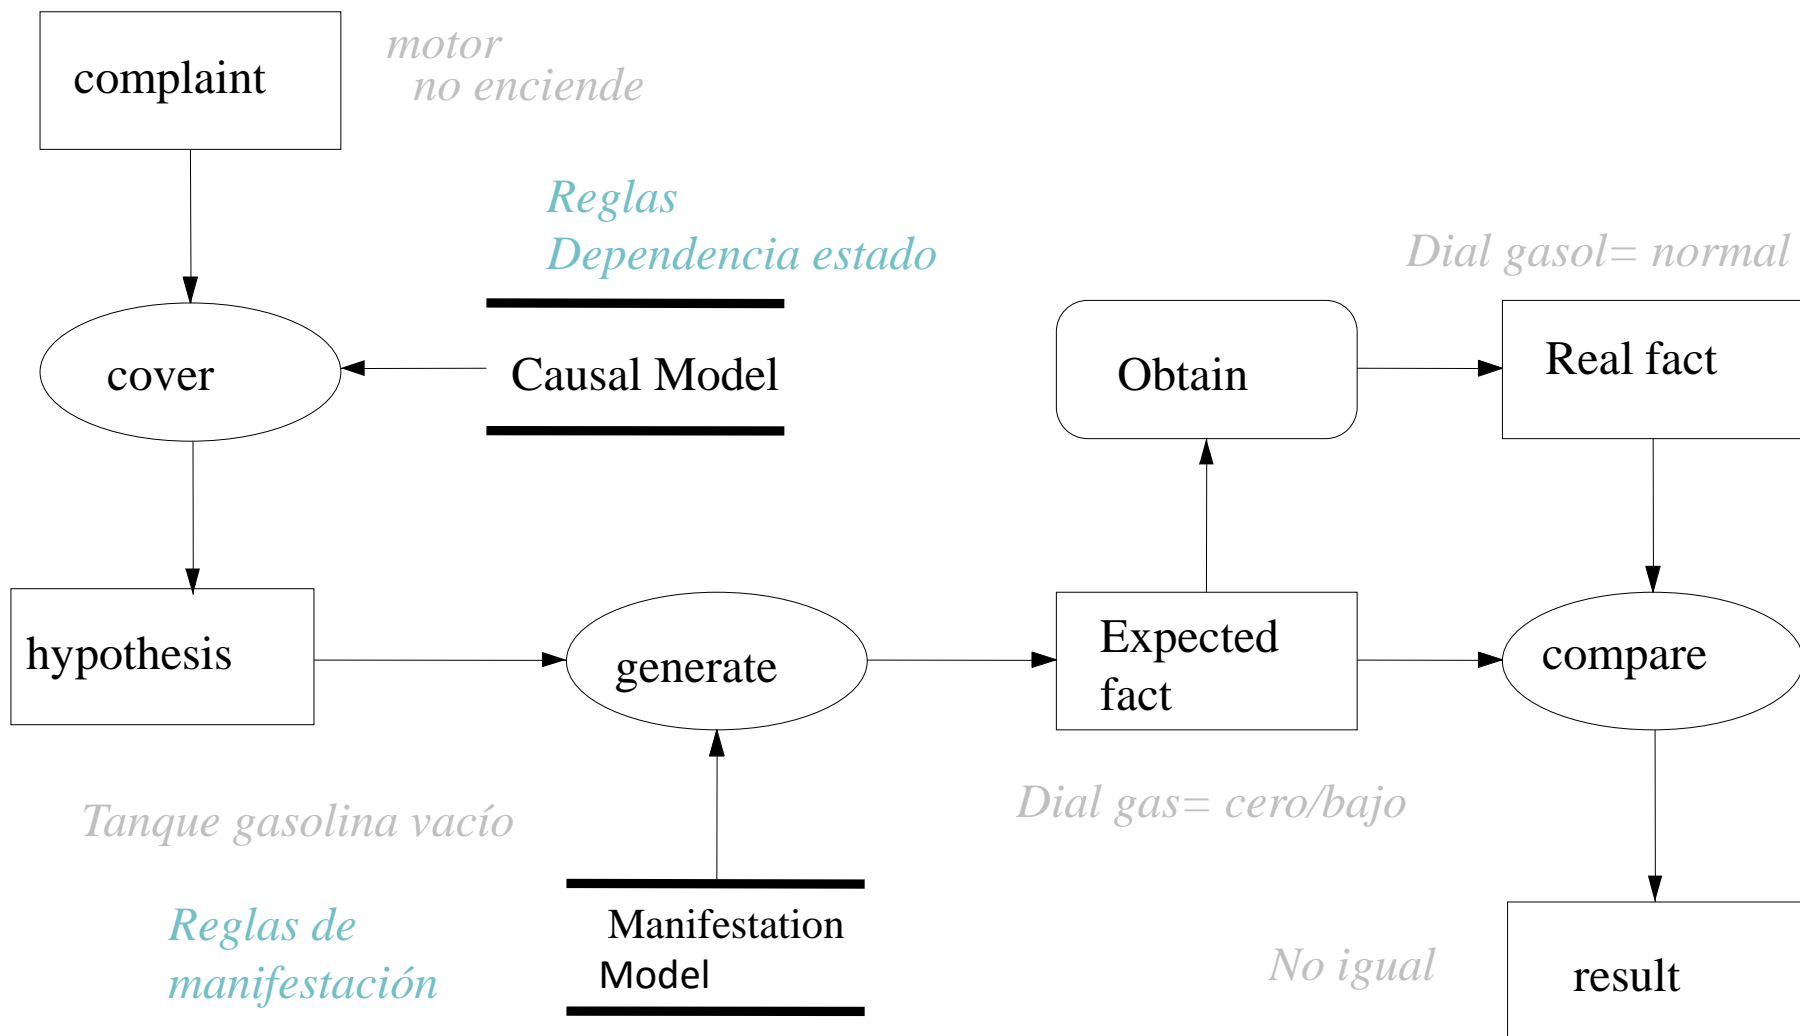 complaint
motor
no enciende
Reglas
Dependencia estado
Dial gasol= normal
cover
Causal Model
Obtain
Real fact
hypothesis
generate
Expected
fact
compare
Tanque gasolina vacío
Dial gas= cero/bajo
Reglas de
manifestación
Manifestation
Model
No igual
result